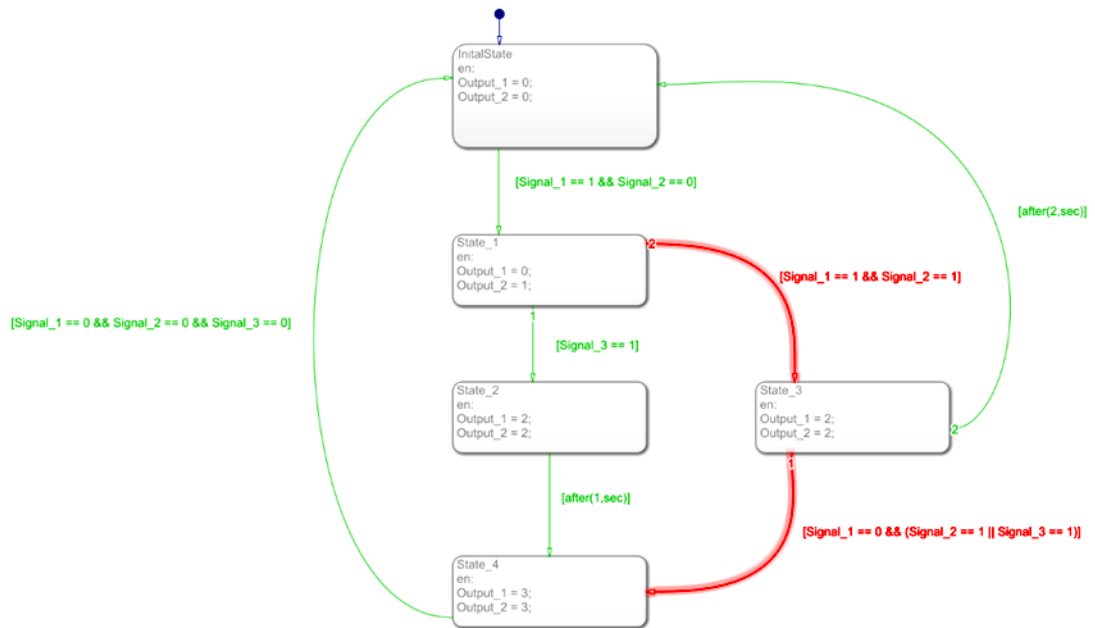 InitalState
en:
Output_1 = 0;
Output_2 = 0;
[Signal_1 == 1 && Signal_2 == 0]
[after(2,sec)]
State_1
en:
Output_1 = 0;
Output_2 = 1;
2
[Signal_1 == 1 && Signal_2 == 1]
1
[Signal_1 == 0 && Signal_2 == 0 && Signal_3 == 0]
[Signal_3 == 1]
State_2
en:
Output_1 = 2;
Output_2 = 2;
State_3
en:
Output_1 = 2;
Output_2 = 2;
2
1
[after(1,sec)]
[Signal_1 == 0 && (Signal_2 == 1 || Signal_3 == 1)]
State_4
en:
Output_1 = 3;
Output_2 = 3;